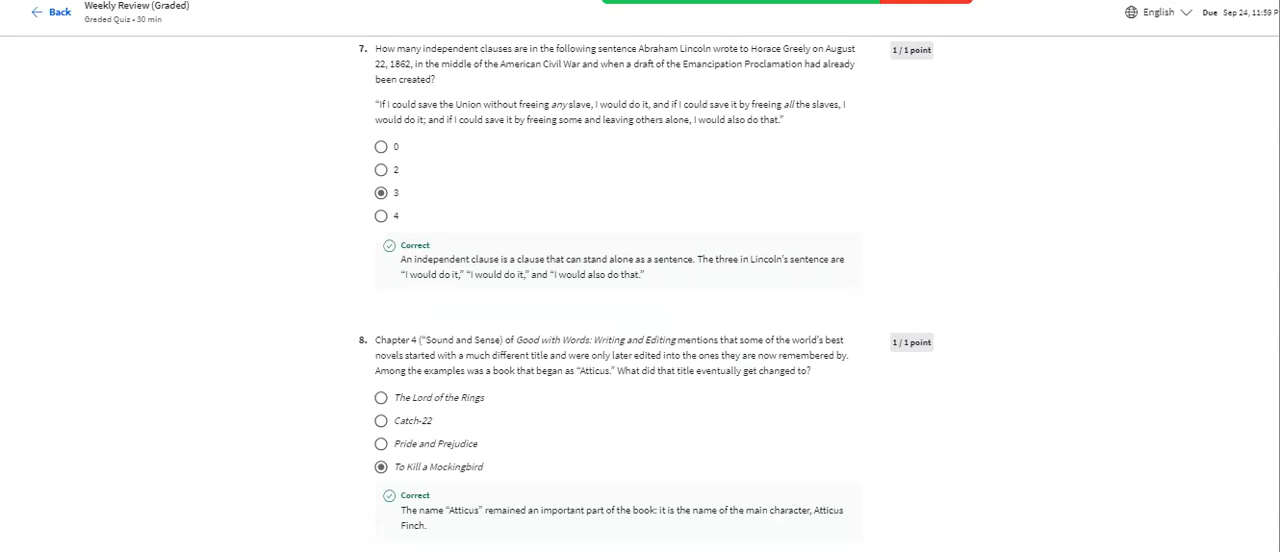 Back
Weekly Review (Graded)
Graded Quiz • 30 min
English
Due Sep 24, 11:59 P
7. How many independent clauses are in the following sentence Abraham Lincoln wrote to Horace Greely on August
22, 1862, in the middle of the American Civil War and when a draft of the Emancipation Proclamation had already
been created?
1 / 1 point
"If I could save the Union without freeing any slave, I would do it, and if I could save it by freeing all the slaves, I
would do it; and if I could save it by freeing some and leaving others alone, I would also do that."
0
2
3
4
Correct
An independent clause is a clause that can stand alone as a sentence. The three in Lincoln's sentence are
"I would do it," "I would do it," and "I would also do that."
8. Chapter 4 ("Sound and Sense) of Good with Words: Writing and Editing mentions that some of the world's best
novels started with a much different title and were only later edited into the ones they are now remembered by.
Among the examples was a book that began as "Atticus." What did that title eventually get changed to?
1 / 1 point
The Lord of the Rings
Catch-22
Pride and Prejudice
To Kill a Mockingbird
Correct
The name "Atticus" remained an important part of the book: it is the name of the main character, Atticus
Finch.